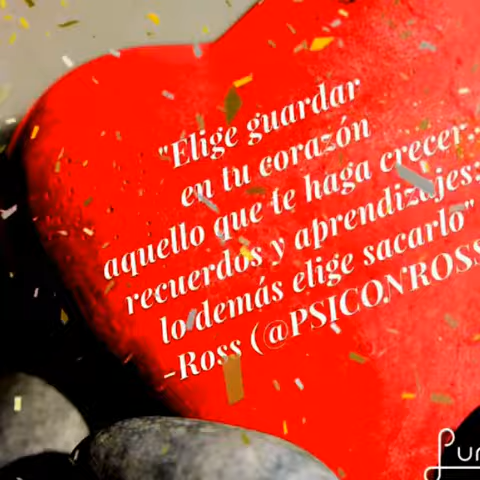 "Elige guardar
en tu corazón
aquello que te haga crecer,
recuerdos y aprendizajes;
lo demás elige sacarlo"
-Ross (@PSICONROSS